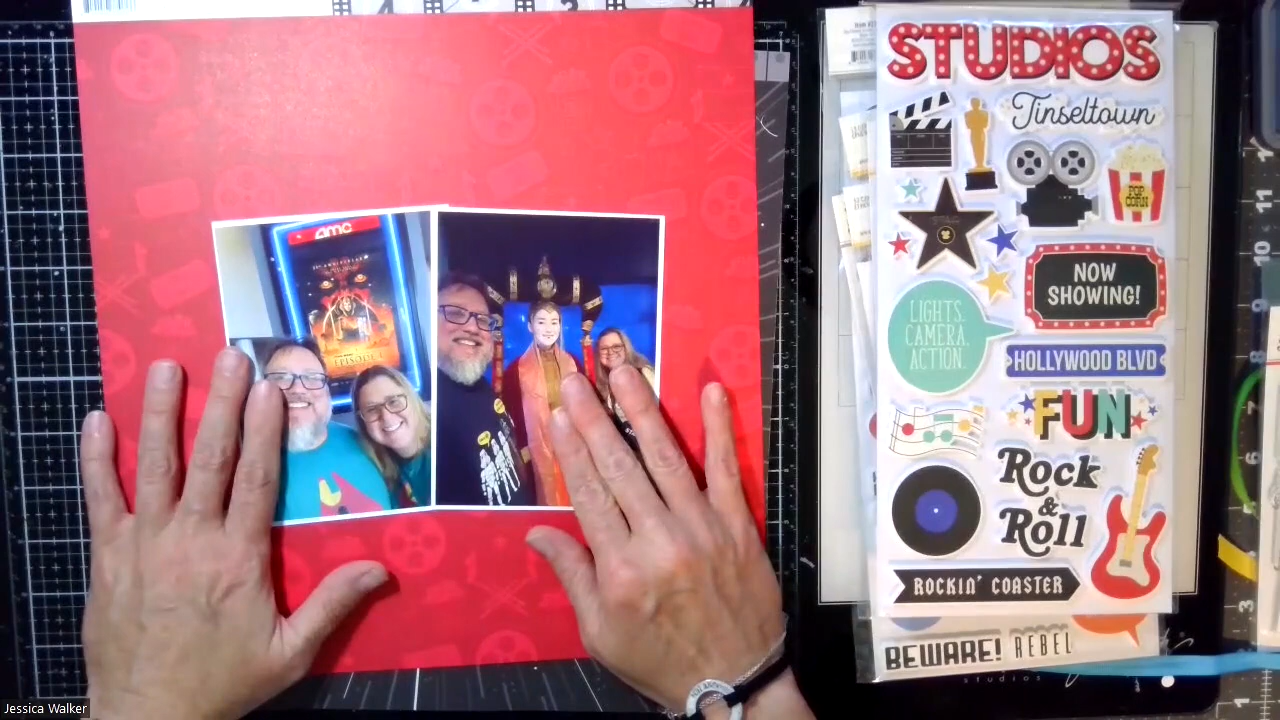 STUDIOS
Tinseltown
POP
CORN
NOW
SHOWING!
LIGHTS,
CAMERA,
ACTION.
HOLLYWOOD BLVD
FUN
Rock
&
Roll
ROCKIN' COASTER
BEWARE! REBEL
studios
amc
EPISODE I
Jessica Walker